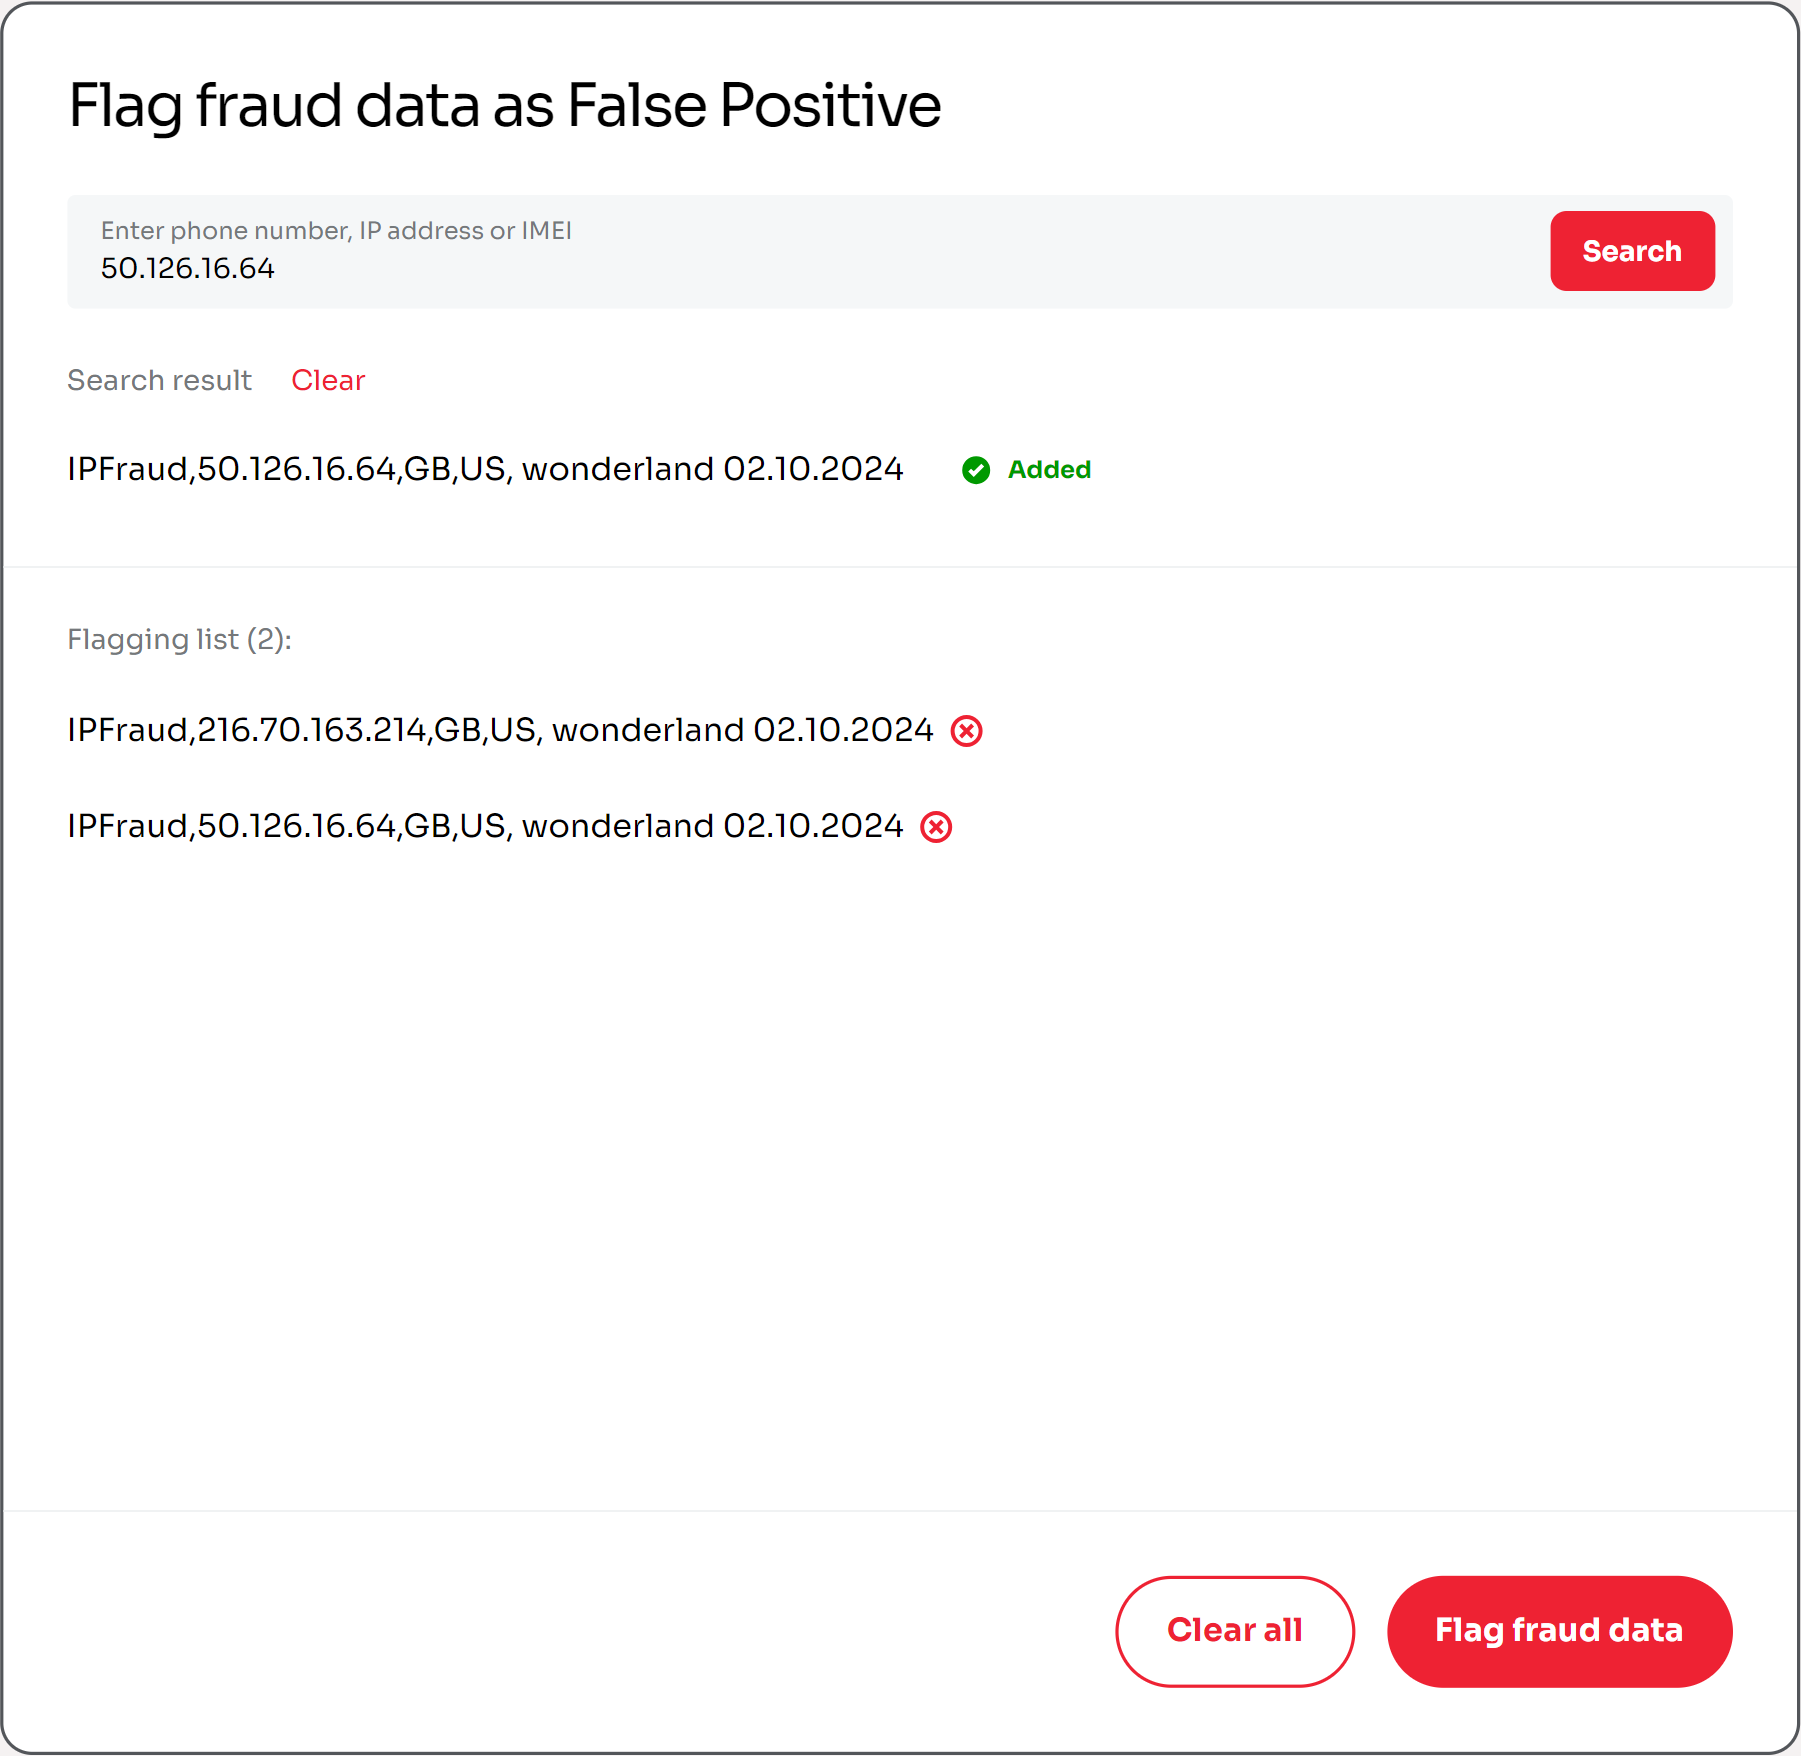 Flag fraud data as False Positive
Enter phone number, IP address or IMEI
50.126.16.64
Search
Search result Clear
IPFraud,50.126.16.64,GB,US, wonderland 02.10.2024 Added
Flagging list (2):
IPFraud,216.70.163.214,GB,US, wonderland 02.10.2024
IPFraud,50.126.16.64,GB,US, wonderland 02.10.2024
Clear all Flag fraud data